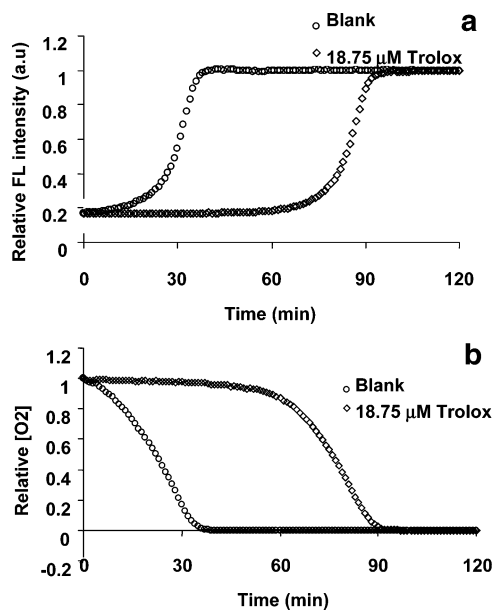 a
Blank
18.75 μM Trolox
Relative FL intensity (a.u)
1.2
1
0.8
0.6
0.4
0.2
0
0 30 60 90 120
Time (min)
b
Blank
18.75 μM Trolox
Relative [O2]
1.2
1
0.8
0.6
0.4
0.2
0
-0.2
0 30 60 90 120
Time (min)